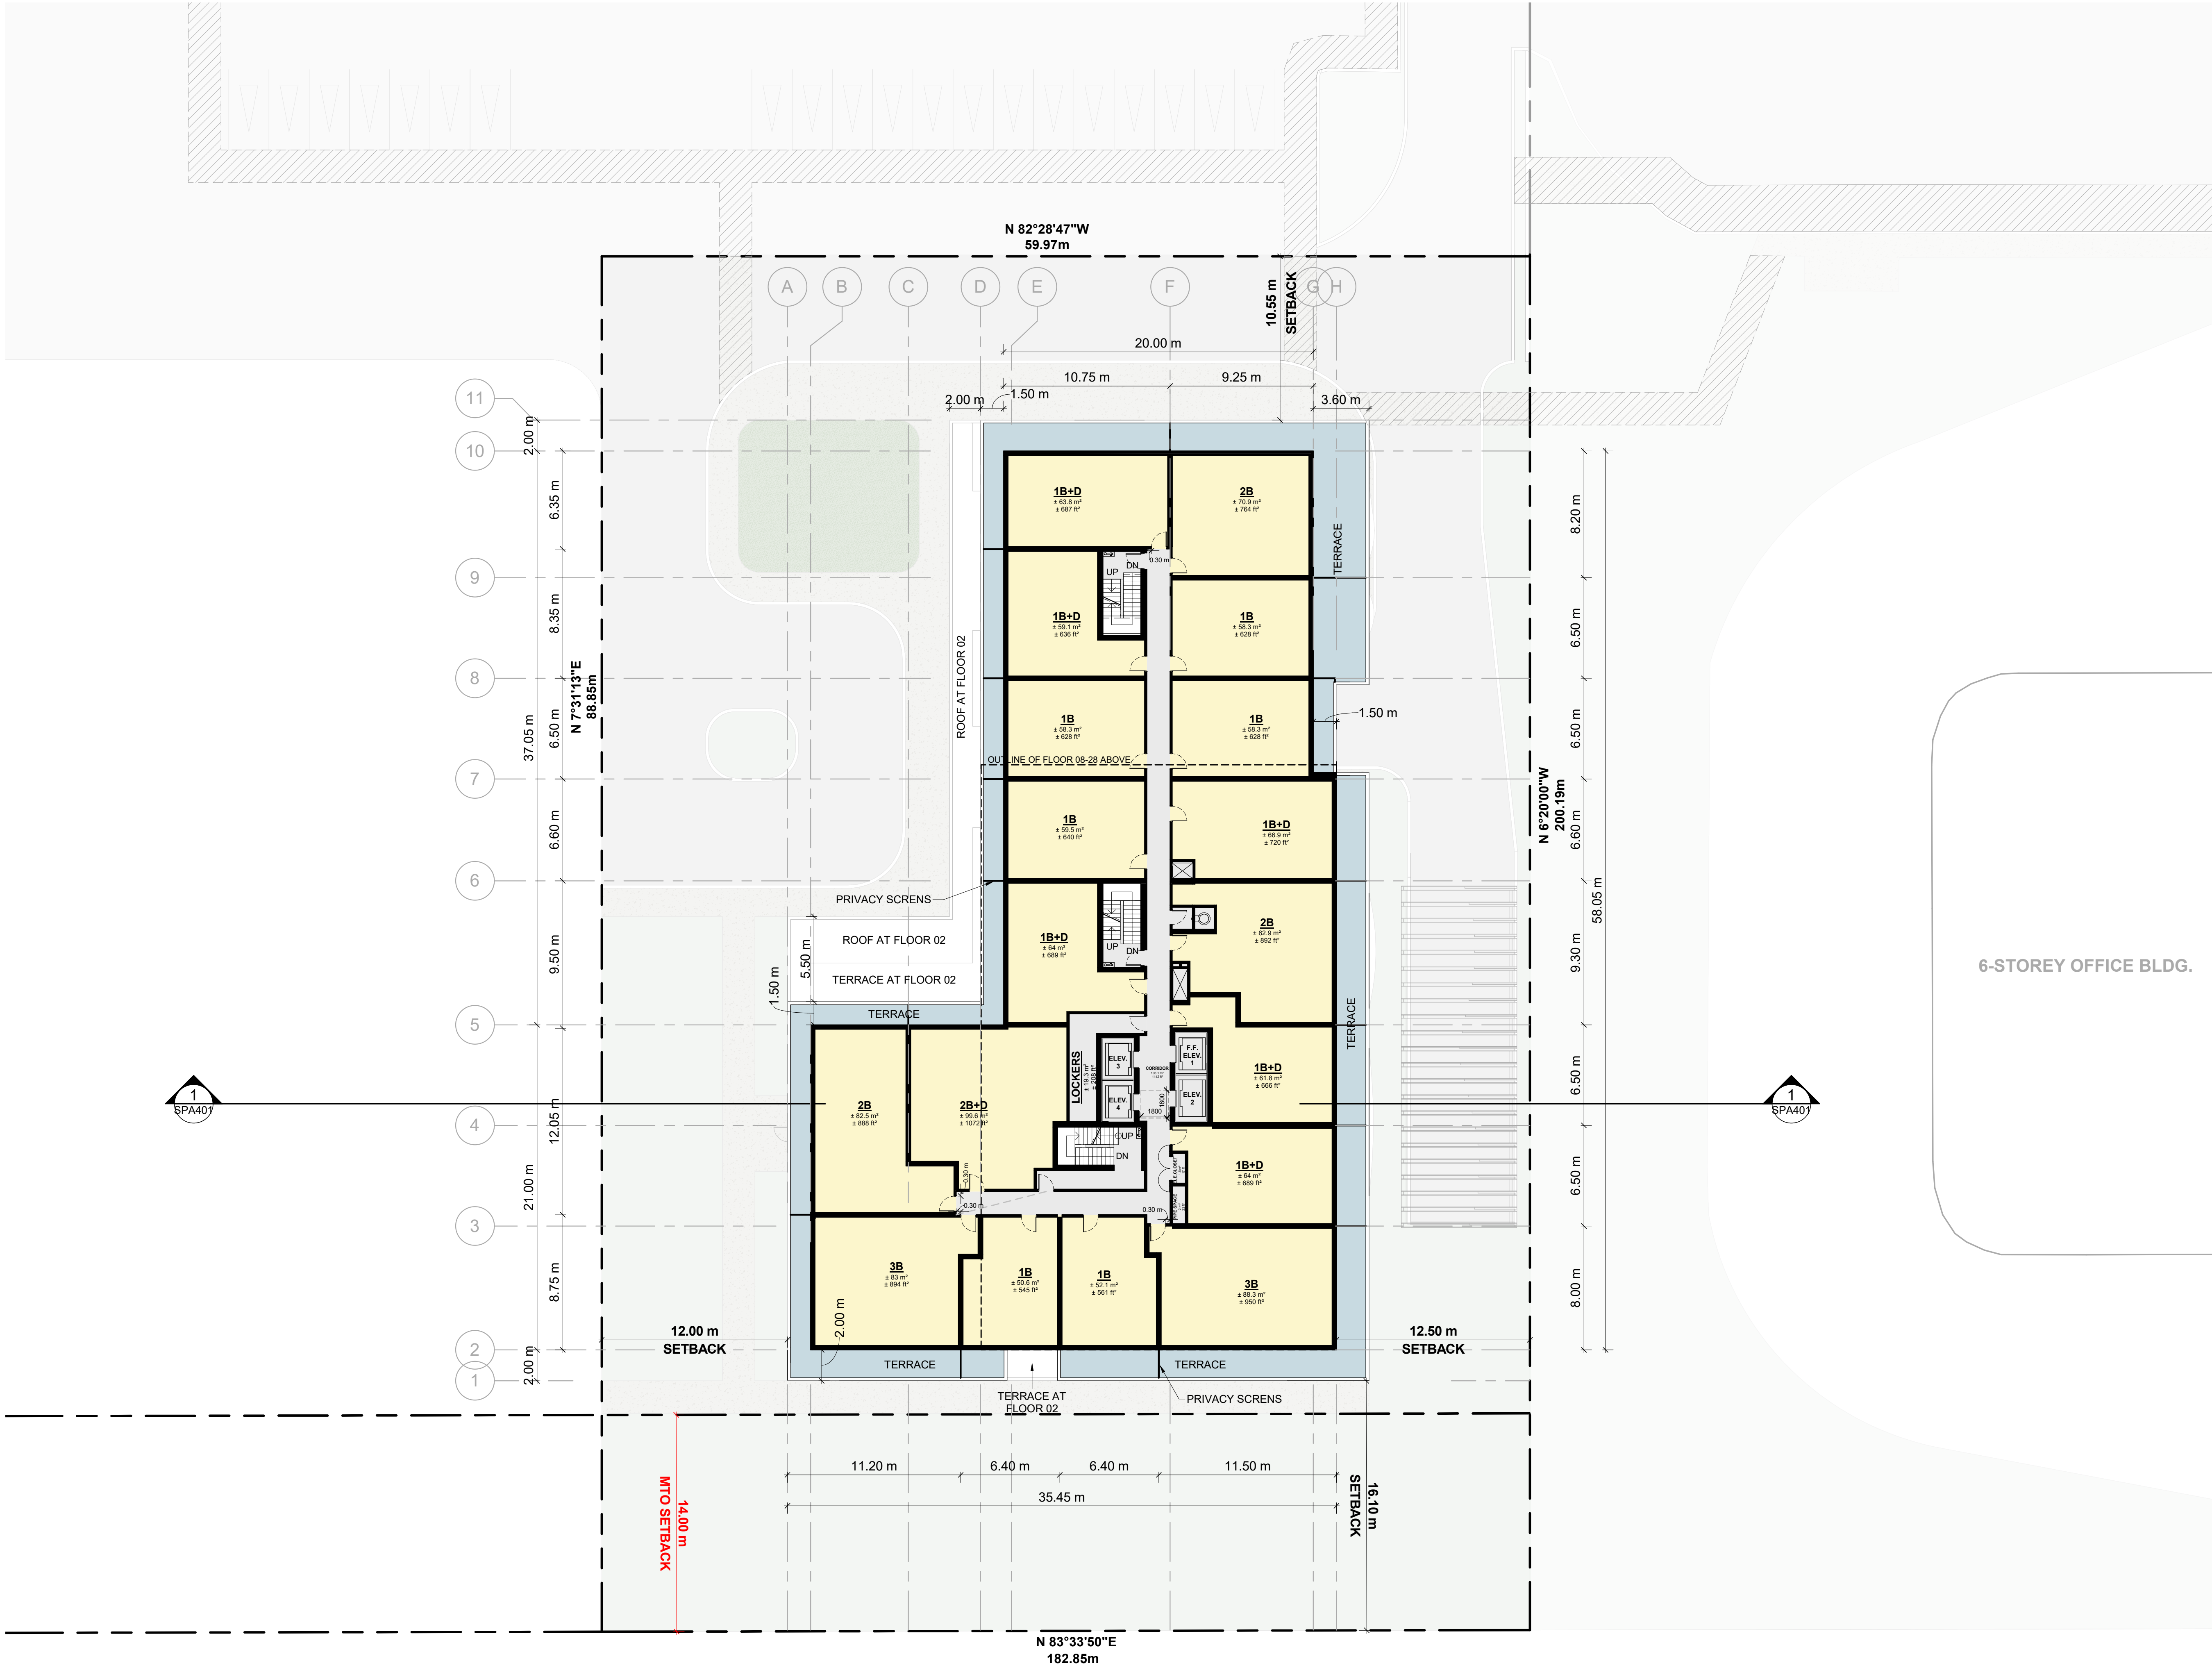 N 82°28'47"W
59.97m
A
B
C
D
E
F
G
H
10.55 m
SETBACK
20.00 m
10.75 m
9.25 m
2.00 m
1.50 m
3.60 m
11
10
9
8
7
6
5
4
3
2
1
2.00 m
37.05 m
21.00 m
2.00 m
6.35 m
8.35 m
6.50 m
6.60 m
9.50 m
12.05 m
8.75 m
N 7°31'13"E
88.85m
8.20 m
6.50 m
6.50 m
6.60 m
9.30 m
6.50 m
6.50 m
8.00 m
58.05 m
N 6°20'00"W
200.19m
1B+D
± 63.8 m²
± 687 ft²
2B
± 70.9 m²
± 764 ft²
TERRACE
0.30 m
UP
DN
1B+D
± 59.1 m²
± 636 ft²
1B
± 58.3 m²
± 628 ft²
ROOF AT FLOOR 02
1B
± 58.3 m²
± 628 ft²
1B
± 58.3 m²
± 628 ft²
1.50 m
OUTLINE OF FLOOR 08-28 ABOVE
1B
± 59.5 m²
± 640 ft²
1B+D
± 66.9 m²
± 720 ft²
PRIVACY SCRENS
ROOF AT FLOOR 02
TERRACE AT FLOOR 02
5.50 m
1.50 m
1B+D
± 64 m²
± 689 ft²
UP
DN
2B
± 82.9 m²
± 892 ft²
TERRACE
TERRACE
6-STOREY OFFICE BLDG.
LOCKERS
± 19.3 m²
± 208 ft²
ELEV.
3
ELEV.
4
CORRIDOR
F.F.
ELEV.
1
ELEV.
2
1800
1800
1B+D
± 61.8 m²
± 666 ft²
1
SPA401
1
SPA401
2B
± 82.5 m²
± 888 ft²
2B+D
± 99.6 m²
± 1072 ft²
UP
DN
1B+D
± 64 m²
± 689 ft²
0.30 m
0.30 m
0.30 m
3B
± 83 m²
± 894 ft²
1B
± 50.6 m²
± 545 ft²
1B
± 52.1 m²
± 561 ft²
3B
± 88.3 m²
± 950 ft²
2.00 m
12.00 m
SETBACK
12.50 m
SETBACK
TERRACE
TERRACE
TERRACE AT
FLOOR 02
PRIVACY SCRENS
11.20 m
6.40 m
6.40 m
11.50 m
35.45 m
14.00 m
MTO SETBACK
16.10 m
SETBACK
N 83°33'50"E
182.85m